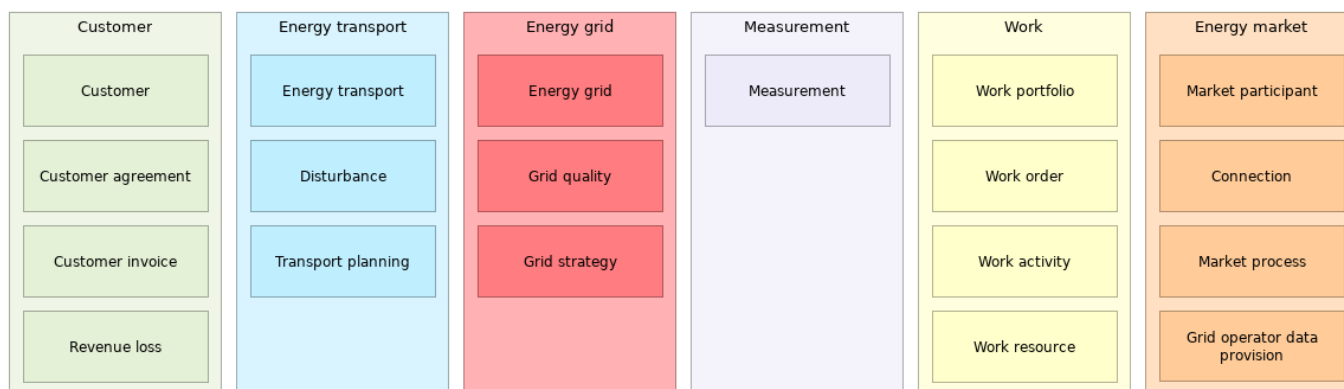 Customer
Energy transport
Energy grid
Measurement
Work
Energy market
Customer
Energy transport
Energy grid
Measurement
Work portfolio
Market participant
Customer agreement
Disturbance
Grid quality
Work order
Connection
Customer invoice
Transport planning
Grid strategy
Work activity
Market process
Revenue loss
Work resource
Grid operator data
provision